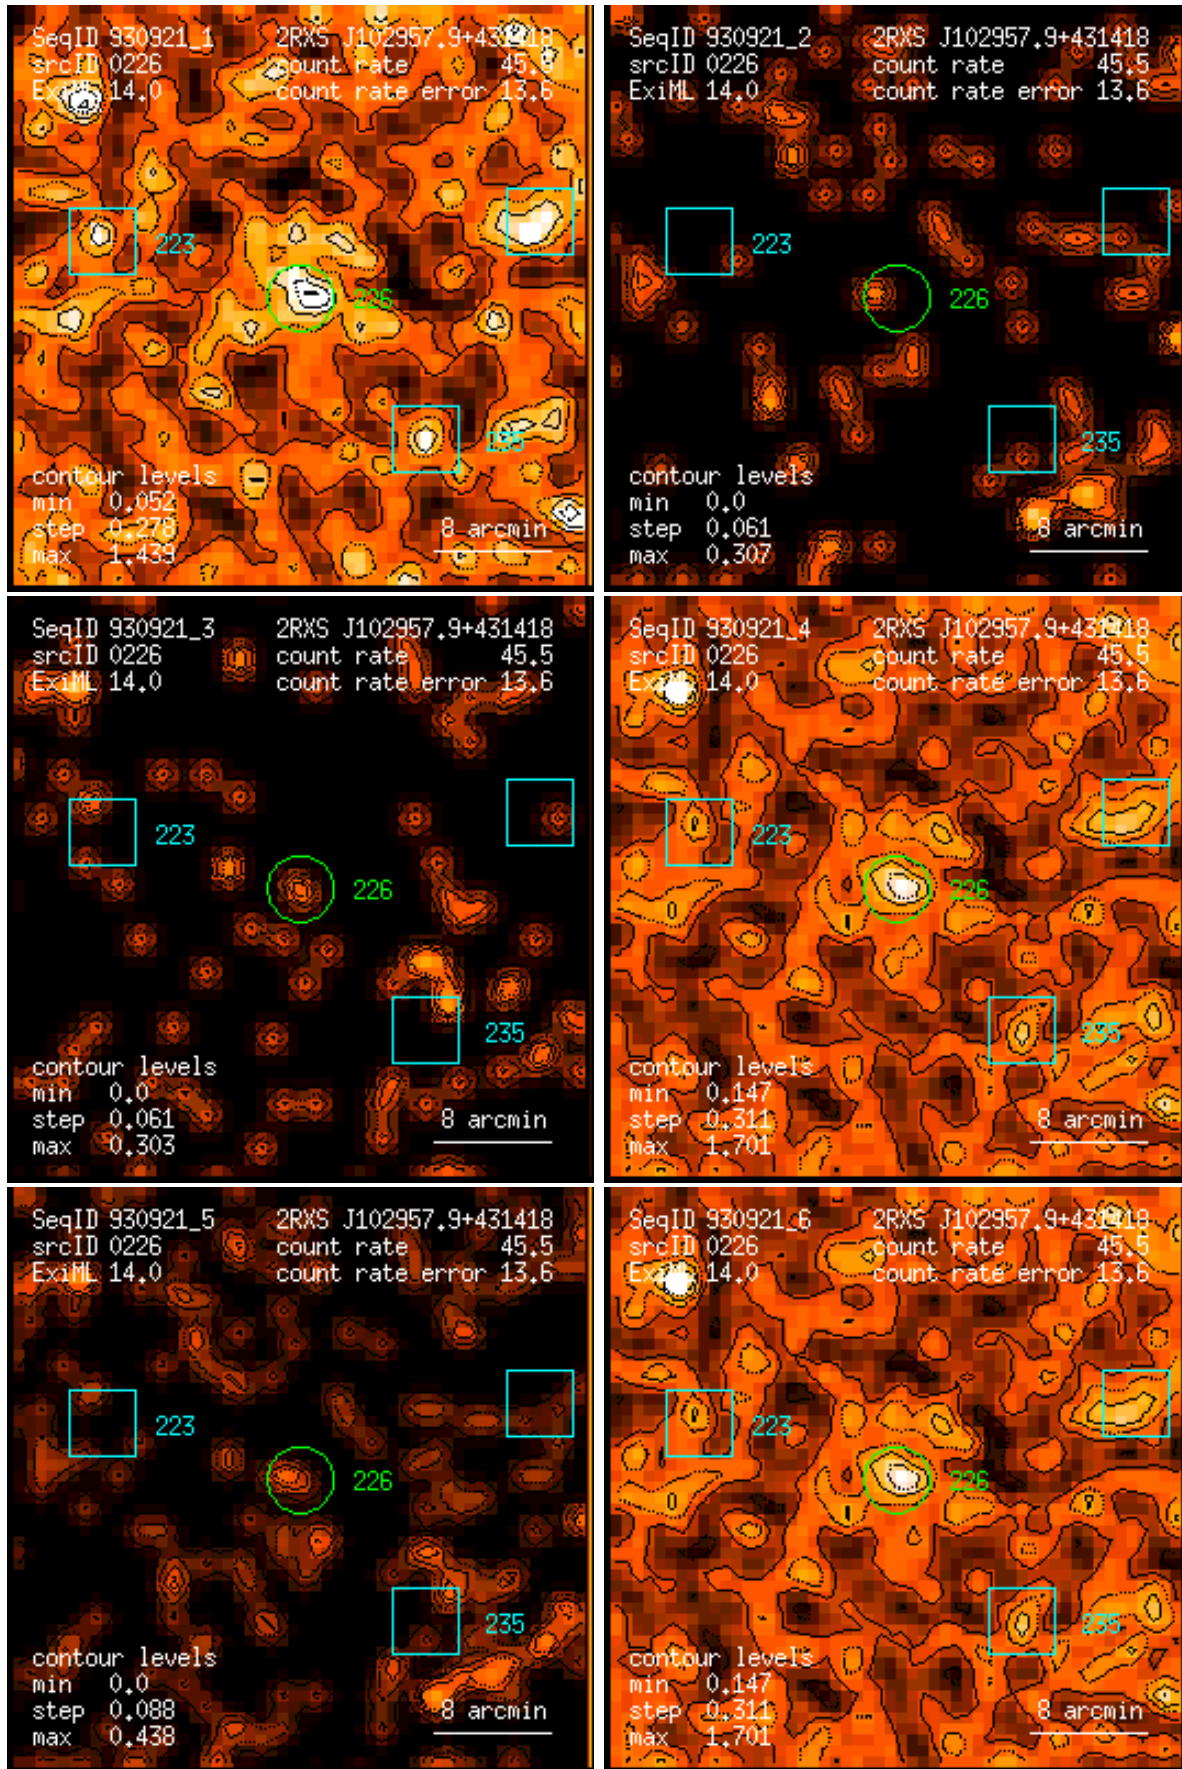 SeqID 930921_1 2RXS J102957.9+431418
srcID 0226 count rate 45.5
ExiML 14.0 count rate error 13.6
223
226
235
contour levels
min 0.052
step 0.278 8 arcmin
max 1.439
SeqID 930921_2 2RXS J102957.9+431418
srcID 0226 count rate 45.5
ExiML 14.0 count rate error 13.6
223
226
235
contour levels
min 0.0
step 0.061 8 arcmin
max 0.307
SeqID 930921_3 2RXS J102957.9+431418
srcID 0226 count rate 45.5
ExiML 14.0 count rate error 13.6
223
226
235
contour levels
min 0.0
step 0.061 8 arcmin
max 0.303
SeqID 930921_4 2RXS J102957.9+431418
srcID 0226 count rate 45.5
ExiML 14.0 count rate error 13.6
223
226
235
contour levels
min 0.147
step 0.311 8 arcmin
max 1.701
SeqID 930921_5 2RXS J102957.9+431418
srcID 0226 count rate 45.5
ExiML 14.0 count rate error 13.6
223
226
235
contour levels
min 0.0
step 0.088 8 arcmin
max 0.438
SeqID 930921_6 2RXS J102957.9+431418
srcID 0226 count rate 45.5
ExiML 14.0 count rate error 13.6
223
226
235
contour levels
min 0.147
step 0.311 8 arcmin
max 1.701